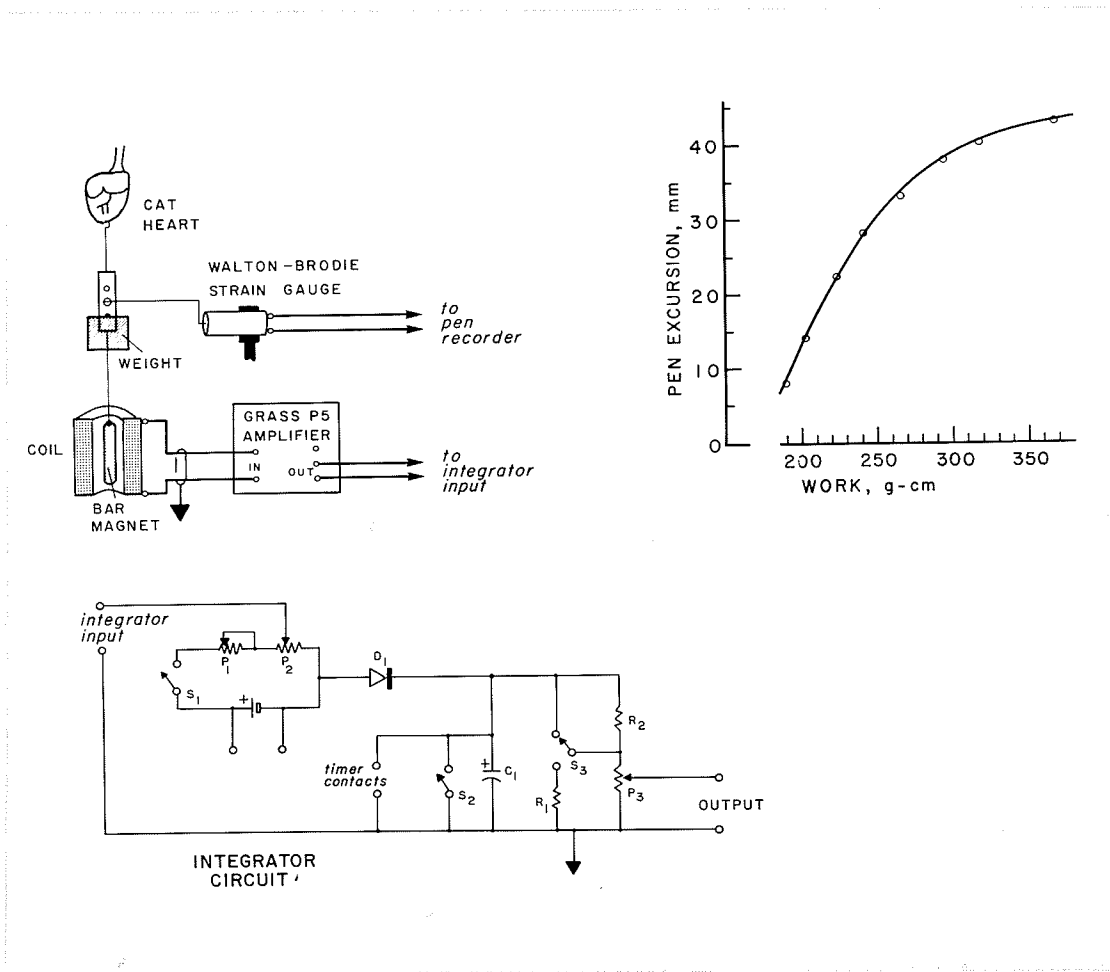 CAT
HEART
WALTON-BRODIE
STRAIN GAUGE
to
pen
recorder
WEIGHT
COIL
GRASS P5
AMPLIFIER
IN
OUT
to
integrator
input
BAR
MAGNET
PEN EXCURSION, mm
40
30
20
10
0
200 250 300 350
WORK, g-cm
integrator
input
P1
P2
D1
S1
+
timer
contacts
S2
+
C1
S3
R1
R2
P3
OUTPUT
INTEGRATOR
CIRCUIT